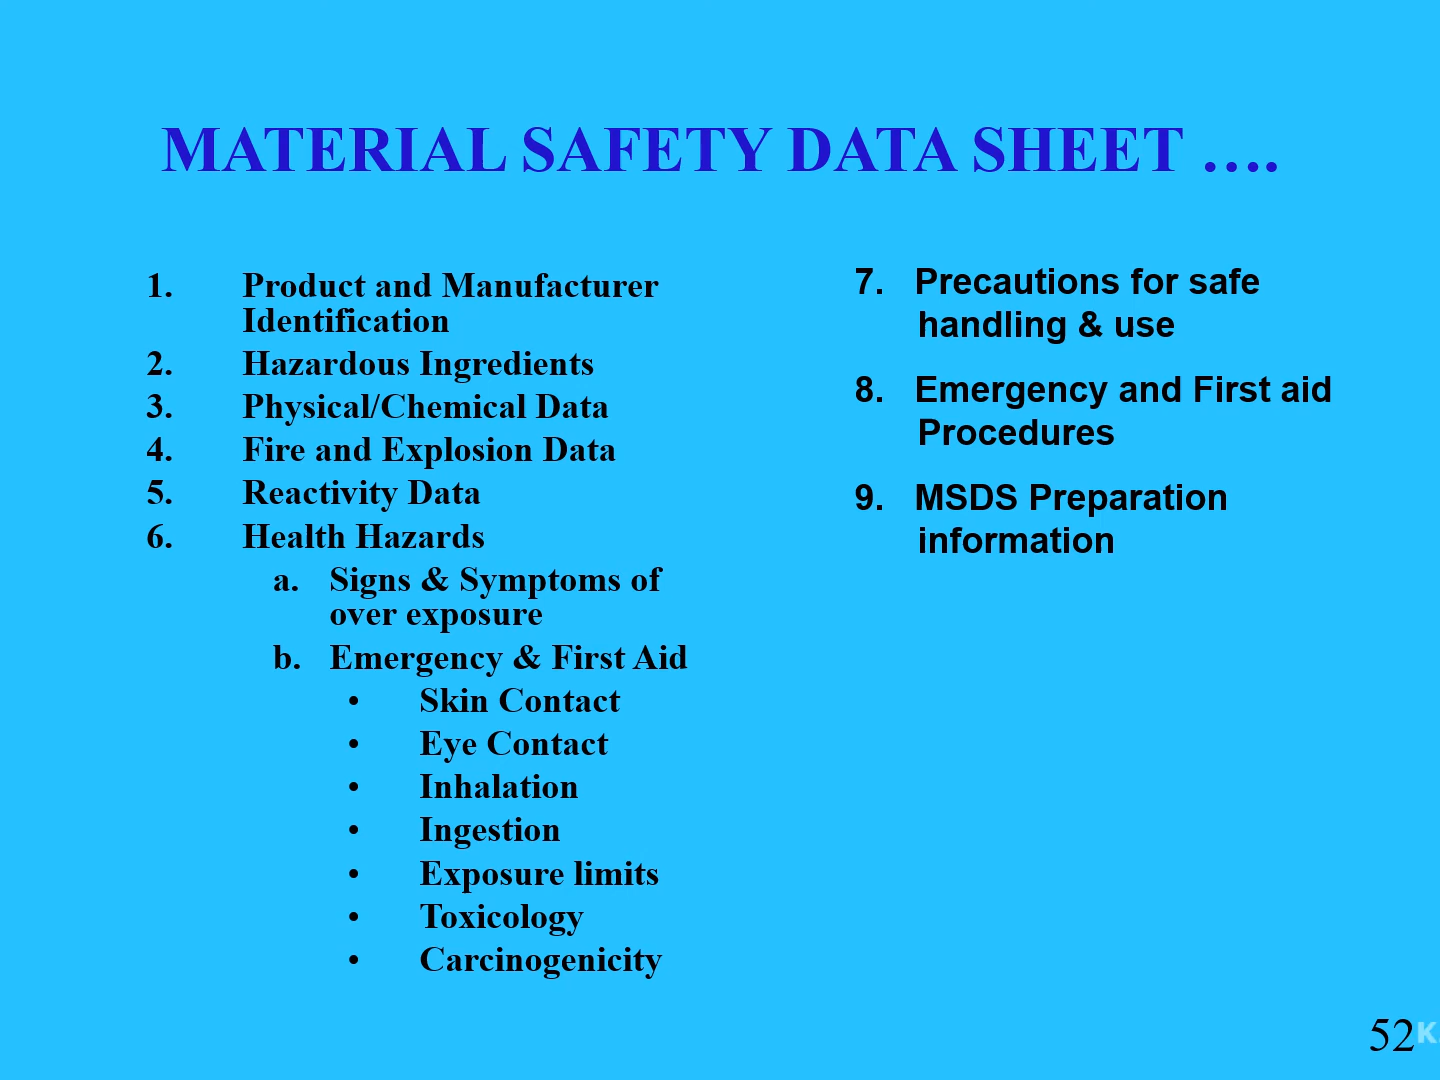 MATERIAL SAFETY DATA SHEET ….
1. Product and Manufacturer
Identification
2. Hazardous Ingredients
3. Physical/Chemical Data
4. Fire and Explosion Data
5. Reactivity Data
6. Health Hazards
a. Signs & Symptoms of
over exposure
b. Emergency & First Aid
• Skin Contact
• Eye Contact
• Inhalation
• Ingestion
• Exposure limits
• Toxicology
• Carcinogenicity
7. Precautions for safe
handling & use
8. Emergency and First aid
Procedures
9. MSDS Preparation
information
52